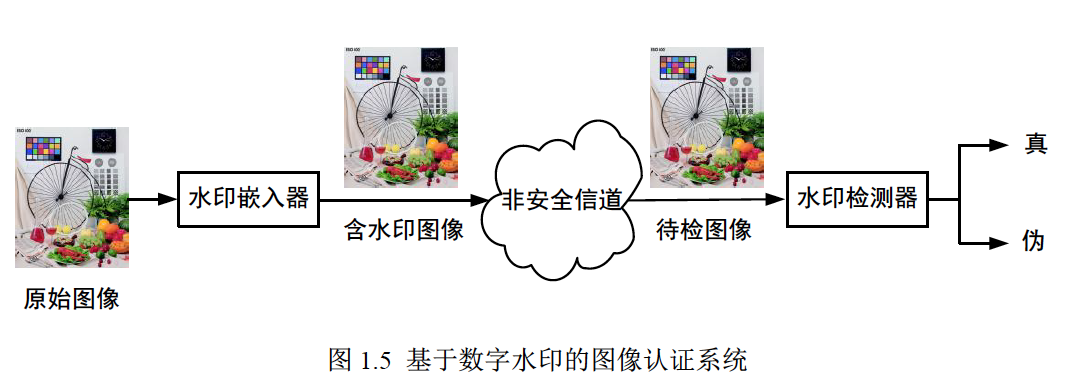 ISO 400
ISO 400
ISO 400
水印嵌入器
含水印图像
非安全信道
待检图像
水印检测器
真
伪
原始图像
图 1.5 基于数字水印的图像认证系统